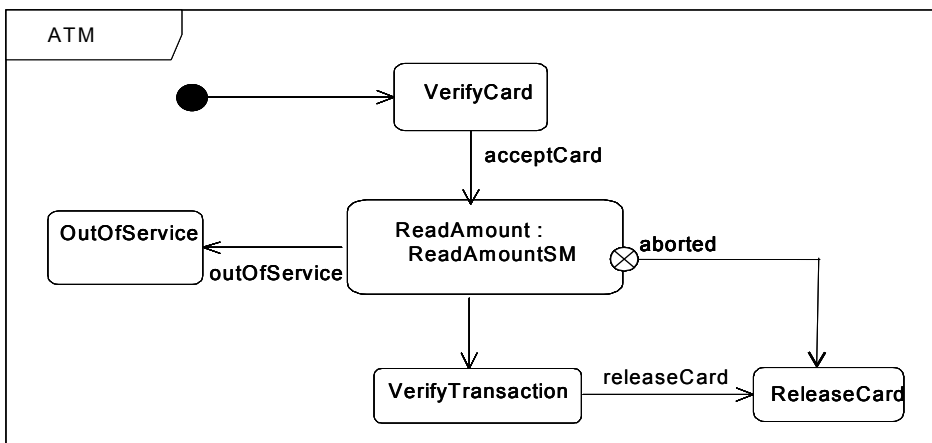 ATM
VerifyCard
acceptCard
ReadAmount :
ReadAmountSM
OutOfService
outOfService
aborted
VerifyTransaction
releaseCard
ReleaseCard